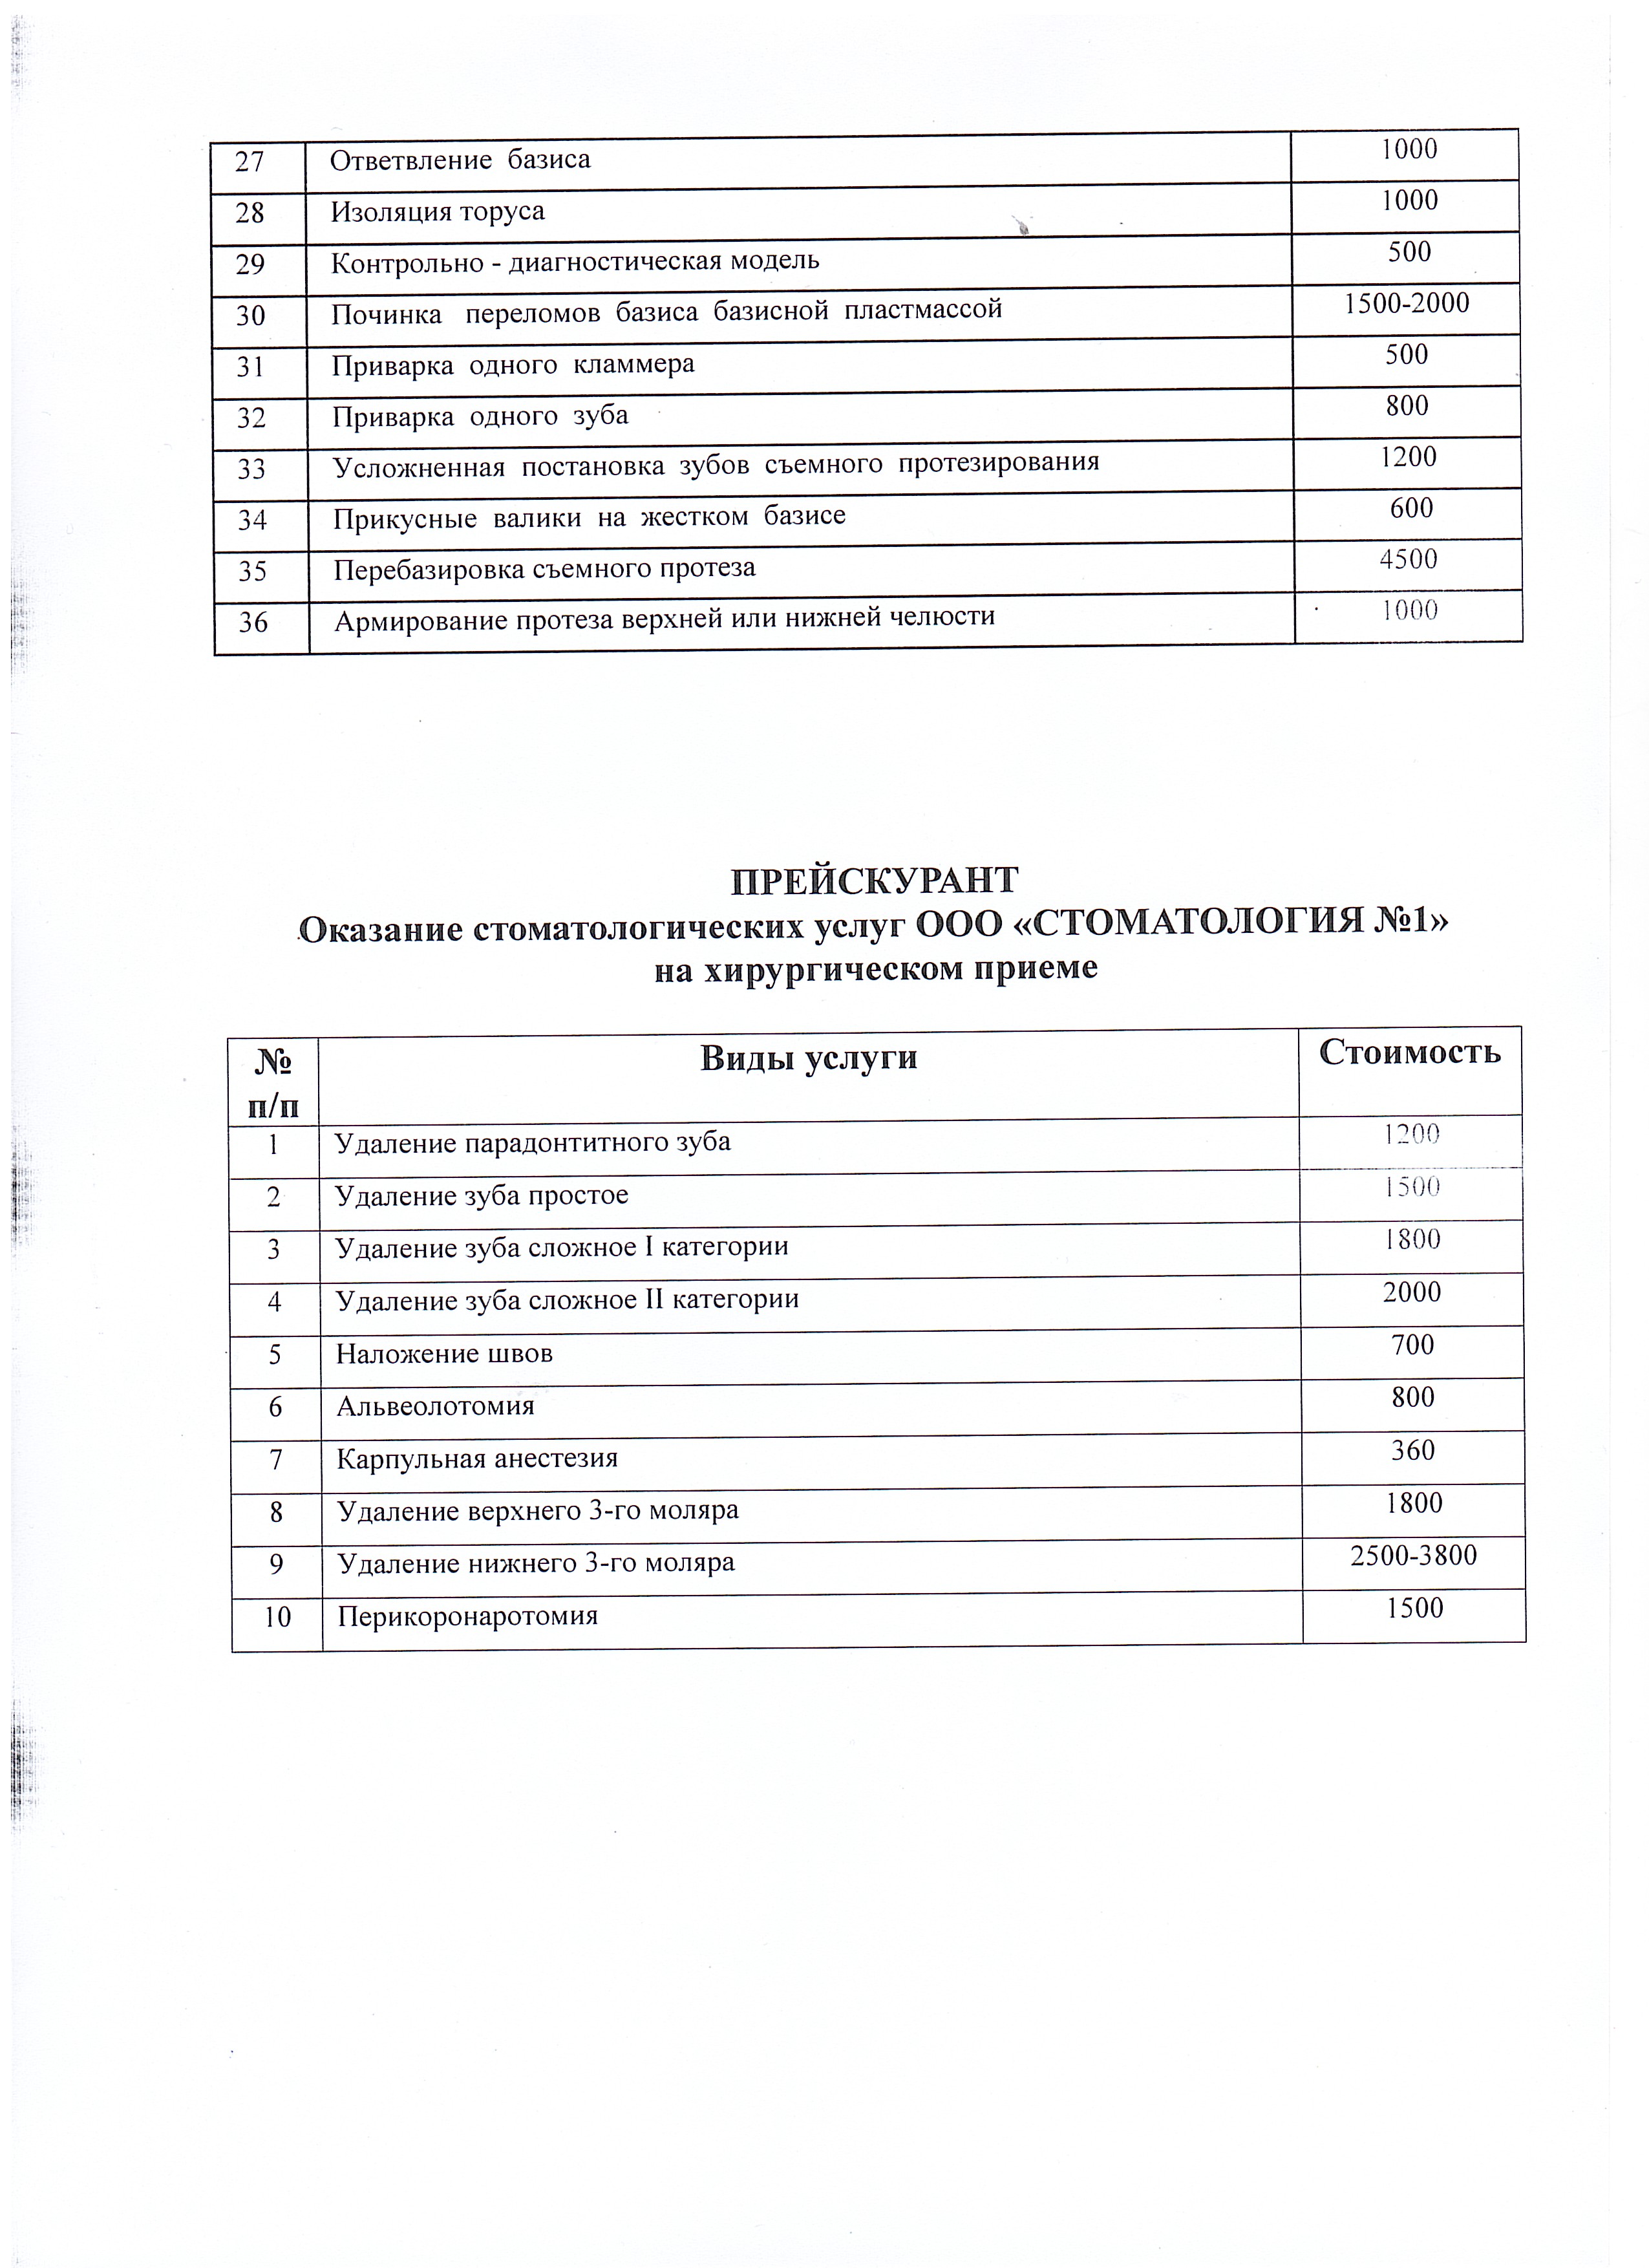 27 Ответвление базиса 1000
28 Изоляция торуса 1000
29 Контрольно - диагностическая модель 500
30 Починка переломов базиса базисной пластмассой 1500-2000
31 Приварка одного кламмера 500
32 Приварка одного зуба 800
33 Усложненная постановка зубов съемного протезирования 1200
34 Прикусные валики на жестком базисе 600
35 Перебазировка съемного протеза 4500
36 Армирование протеза верхней или нижней челюсти 1000
ПРЕЙСКУРАНТ
Оказание стоматологических услуг ООО «СТОМАТОЛОГИЯ №1»
на хирургическом приеме
№ Виды услуги Стоимость
п/п
1 Удаление парадонтитного зуба 1200
2 Удаление зуба простое 1500
3 Удаление зуба сложное I категории 1800
4 Удаление зуба сложное II категории 2000
5 Наложение швов 700
6 Альвеолотомия 800
7 Карпульная анестезия 360
8 Удаление верхнего 3-го моляра 1800
9 Удаление нижнего 3-го моляра 2500-3800
10 Перикоронаротомия 1500